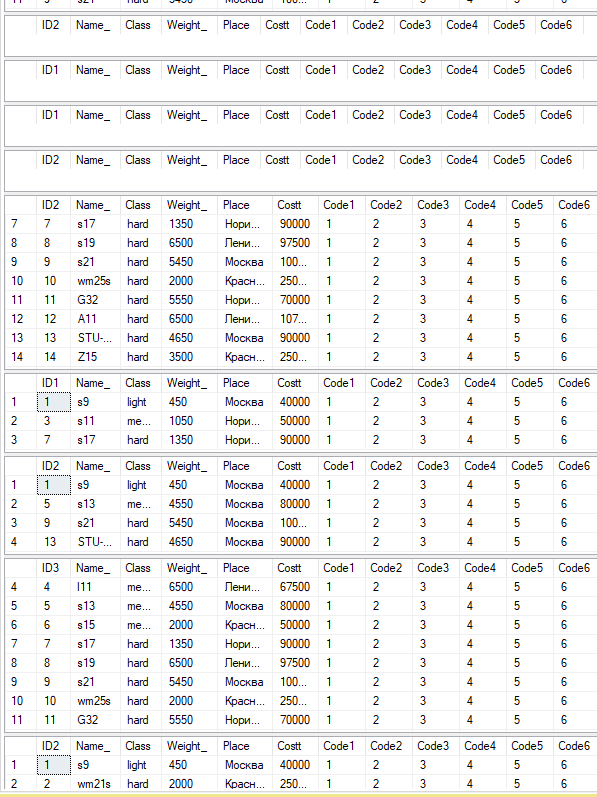 11 9 s21 hard 5450 Москва 100... 1 2 3 4 5 6
ID2 Name_ Class Weight_ Place Costt Code1 Code2 Code3 Code4 Code5 Code6
ID1 Name_ Class Weight_ Place Costt Code1 Code2 Code3 Code4 Code5 Code6
ID1 Name_ Class Weight_ Place Costt Code1 Code2 Code3 Code4 Code5 Code6
ID2 Name_ Class Weight_ Place Costt Code1 Code2 Code3 Code4 Code5 Code6
ID2 Name_ Class Weight_ Place Costt Code1 Code2 Code3 Code4 Code5 Code6
7 7 s17 hard 1350 Нори... 90000 1 2 3 4 5 6
8 8 s19 hard 6500 Лени... 97500 1 2 3 4 5 6
9 9 s21 hard 5450 Москва 100... 1 2 3 4 5 6
10 10 wm25s hard 2000 Красн... 250... 1 2 3 4 5 6
11 11 G32 hard 5550 Нори... 70000 1 2 3 4 5 6
12 12 A11 hard 6500 Лени... 107... 1 2 3 4 5 6
13 13 STU-... hard 4650 Москва 90000 1 2 3 4 5 6
14 14 Z15 hard 3500 Красн... 250... 1 2 3 4 5 6
ID1 Name_ Class Weight_ Place Costt Code1 Code2 Code3 Code4 Code5 Code6
1 1 s9 light 450 Москва 40000 1 2 3 4 5 6
2 3 s11 me... 1050 Нори... 50000 1 2 3 4 5 6
3 7 s17 hard 1350 Нори... 90000 1 2 3 4 5 6
ID2 Name_ Class Weight_ Place Costt Code1 Code2 Code3 Code4 Code5 Code6
1 1 s9 light 450 Москва 40000 1 2 3 4 5 6
2 5 s13 me... 4550 Москва 80000 1 2 3 4 5 6
3 9 s21 hard 5450 Москва 100... 1 2 3 4 5 6
4 13 STU-... hard 4650 Москва 90000 1 2 3 4 5 6
ID3 Name_ Class Weight_ Place Costt Code1 Code2 Code3 Code4 Code5 Code6
4 4 l11 me... 6500 Лени... 67500 1 2 3 4 5 6
5 5 s13 me... 4550 Москва 80000 1 2 3 4 5 6
6 6 s15 me... 2000 Красн... 50000 1 2 3 4 5 6
7 7 s17 hard 1350 Нори... 90000 1 2 3 4 5 6
8 8 s19 hard 6500 Лени... 97500 1 2 3 4 5 6
9 9 s21 hard 5450 Москва 100... 1 2 3 4 5 6
10 10 wm25s hard 2000 Красн... 250... 1 2 3 4 5 6
11 11 G32 hard 5550 Нори... 70000 1 2 3 4 5 6
ID2 Name_ Class Weight_ Place Costt Code1 Code2 Code3 Code4 Code5 Code6
1 1 s9 light 450 Москва 40000 1 2 3 4 5 6
2 2 wm21s hard 2000 Красн... 250... 1 2 3 4 5 6